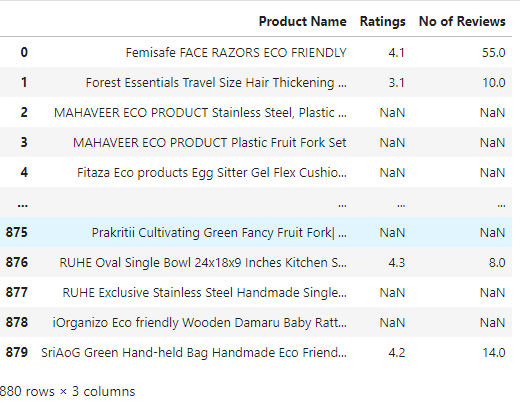 Product Name Ratings No of Reviews
0 Femisafe FACE RAZORS ECO FRIENDLY 4.1 55.0
1 Forest Essentials Travel Size Hair Thickening ... 3.1 10.0
2 MAHAVEER ECO PRODUCT Stainless Steel, Plastic ... NaN NaN
3 MAHAVEER ECO PRODUCT Plastic Fruit Fork Set NaN NaN
4 Fitaza Eco products Egg Sitter Gel Flex Cushio... NaN NaN
... ... ... ...
875 Prakritii Cultivating Green Fancy Fruit Fork| ... NaN NaN
876 RUHE Oval Single Bowl 24x18x9 Inches Kitchen S... 4.3 8.0
877 RUHE Exclusive Stainless Steel Handmade Single... NaN NaN
878 iOrganizo Eco friendly Wooden Damaru Baby Ratt... NaN NaN
879 SriAoG Green Hand-held Bag Handmade Eco Friend... 4.2 14.0
880 rows × 3 columns